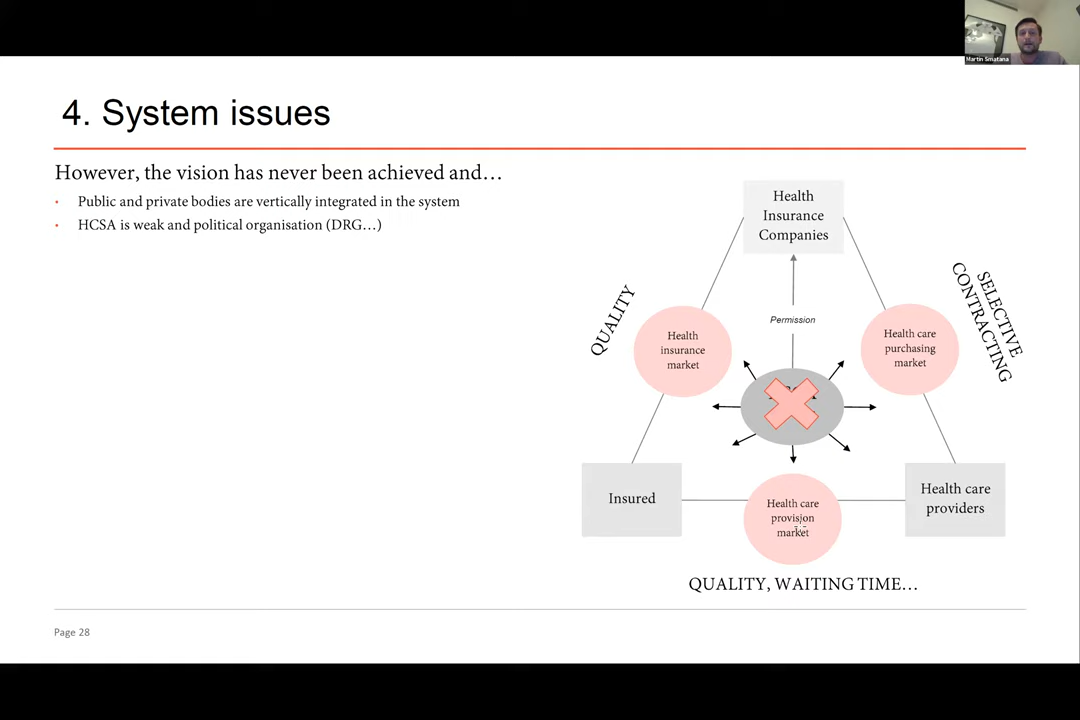 Martin Smatana
4. System issues
However, the vision has never been achieved and…
• Public and private bodies are vertically integrated in the system
• HCSA is weak and political organisation (DRG…)
Health
Insurance
Companies
QUALITY
SELECTIVE
CONTRACTING
Permission
Health
insurance
market
Health care
purchasing
market
Insured
Health care
providers
Health care
provision
market
QUALITY, WAITING TIME…
Page 28